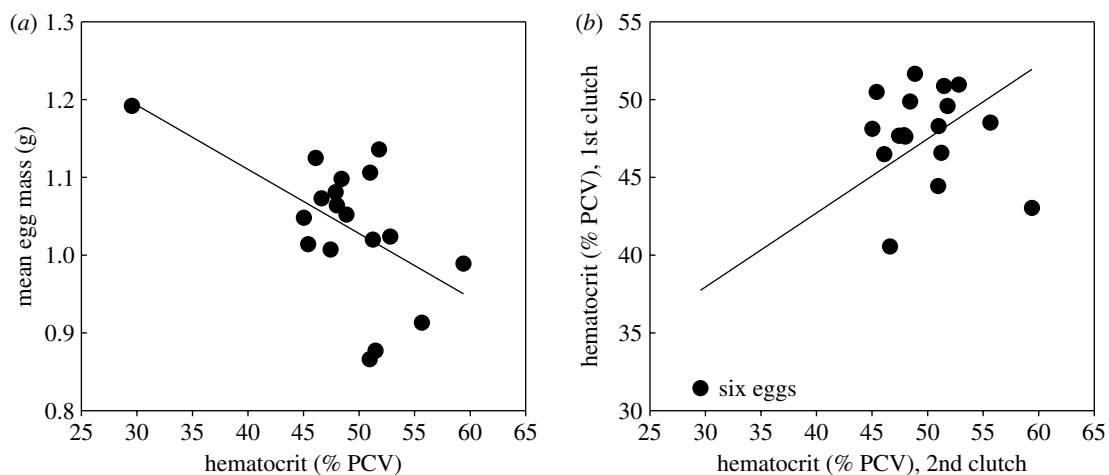 (a)
1.3
1.2
1.1
1.0
0.9
0.8
mean egg mass (g)
25 30 35 40 45 50 55 60 65
hematocrit (% PCV)
(b)
55
50
45
40
35
30
hematocrit (% PCV), 1st clutch
six eggs
25 30 35 40 45 50 55 60 65
hematocrit (% PCV), 2nd clutch